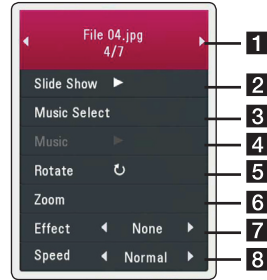 File 04.jpg
4/7
1
Slide Show 2
Music Select 3
Music 4
Rotate 5
Zoom 6
Effect None 7
Speed Normal 8